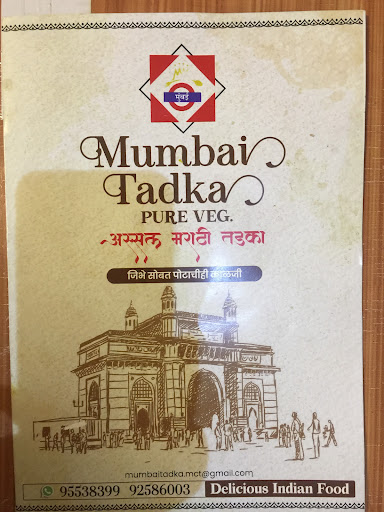 मुंबई
Mumbai
Tadka
PURE VEG.
अस्सल मराठी तडका
जिभे सोबत पोटाचीही काळजी
mumbaitadka.mct@gmail.com
95538399 92586003 Delicious Indian Food